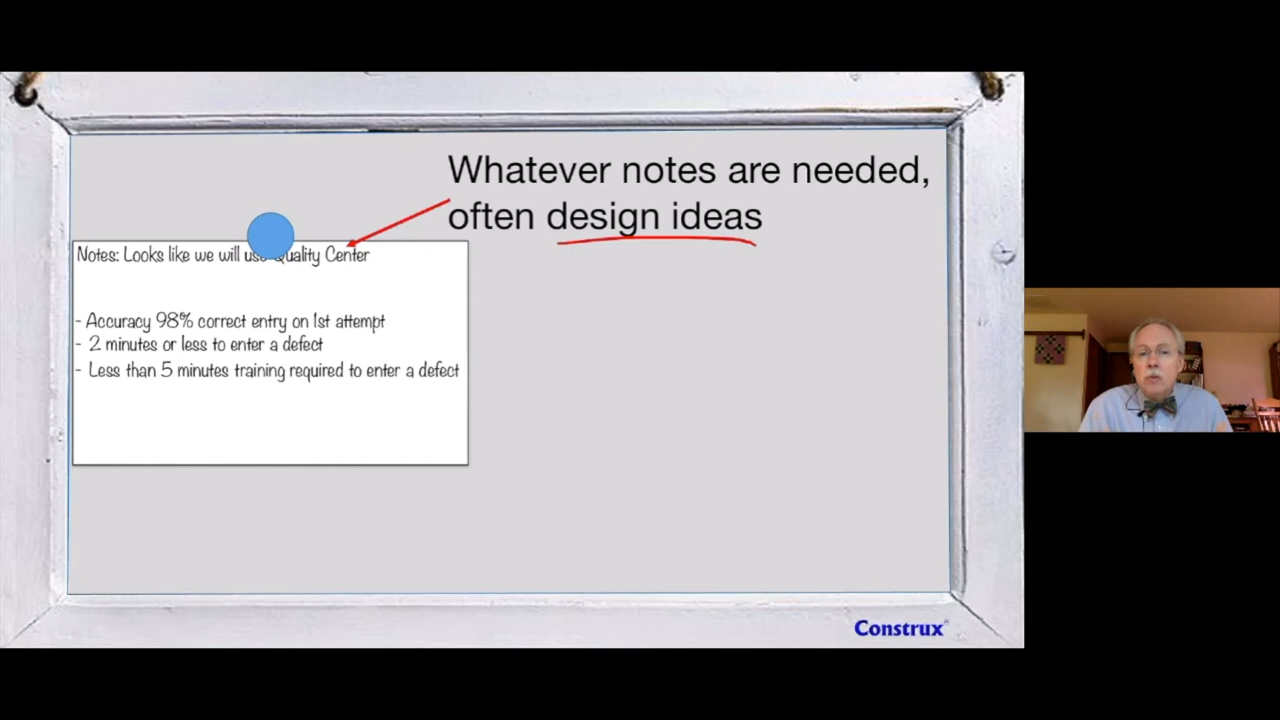 Whatever notes are needed,
often design ideas
Notes: Looks like we will use Quality Center
- Accuracy 98% correct entry on 1st attempt
- 2 minutes or less to enter a defect
- Less than 5 minutes training required to enter a defect
Construx